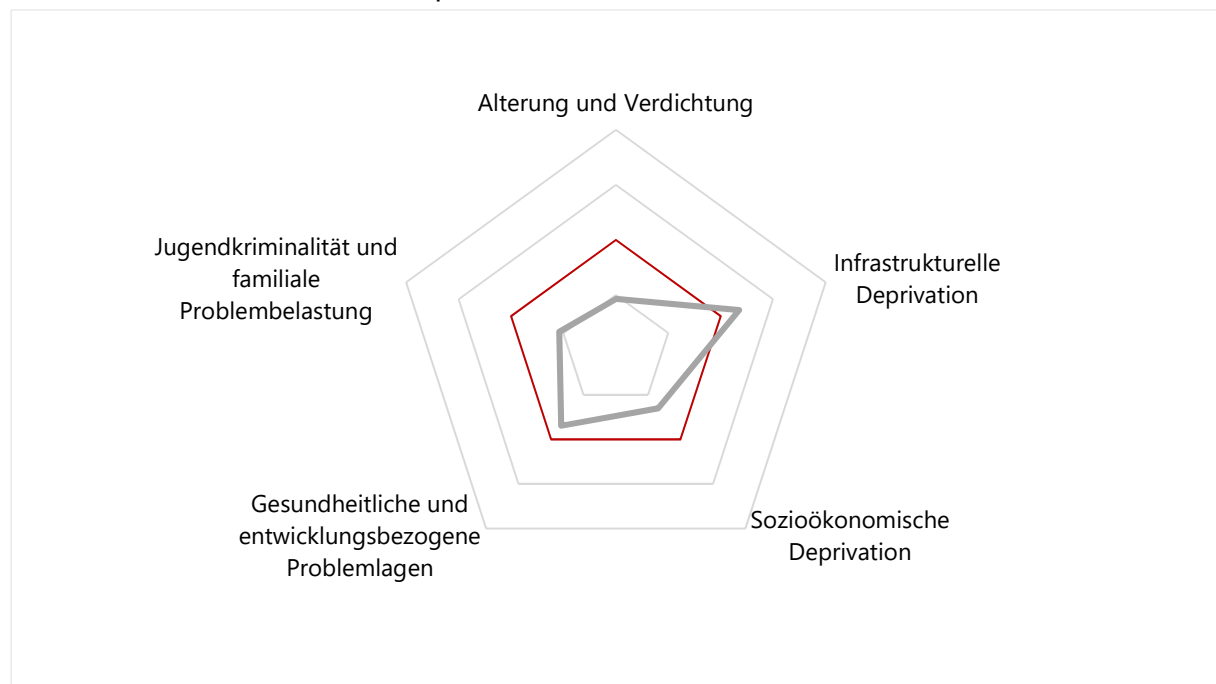 Alterung und Verdichtung
Infrastrukturelle
Deprivation
Sozioökonomische
Deprivation
Gesundheitliche und
entwicklungsbezogene
Problemlagen
Jugendkriminalität und
familiale
Problembelastung